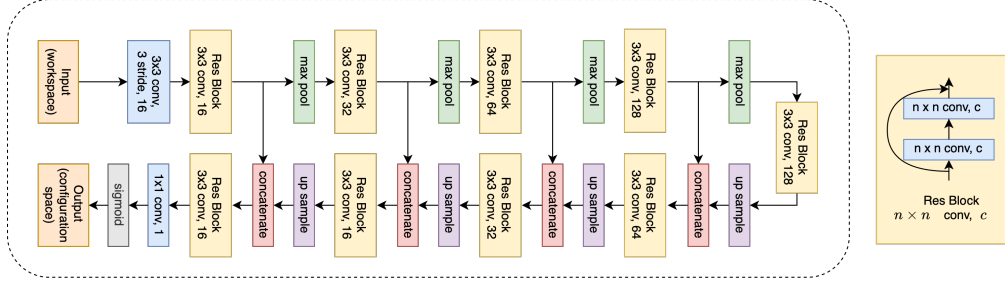 Input
(workspace)
3x3 conv,
3 stride, 16
Res Block
3x3 conv, 16
max pool
Res Block
3x3 conv, 32
max pool
Res Block
3x3 conv, 64
max pool
Res Block
3x3 conv, 128
max pool
Res Block
3x3 conv, 128
up sample
concatenate
Res Block
3x3 conv, 64
up sample
concatenate
Res Block
3x3 conv, 32
up sample
concatenate
Res Block
3x3 conv, 16
up sample
concatenate
Res Block
3x3 conv, 16
1x1 conv, 1
sigmoid
Output
(configuration
space)
n x n conv, c
n x n conv, c
Res Block
n × n conv, c